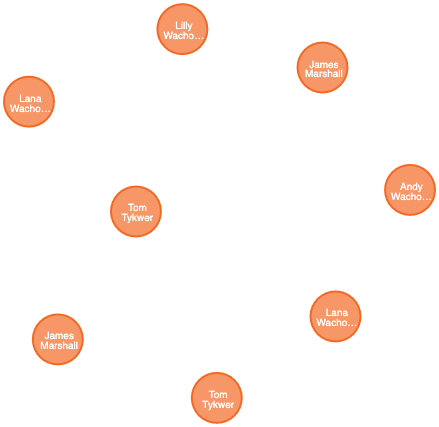 Lilly
Wacho...
James
Marshall
Lana
Wacho...
Andy
Wacho...
Tom
Tykwer
Lana
Wacho...
James
Marshall
Tom
Tykwer